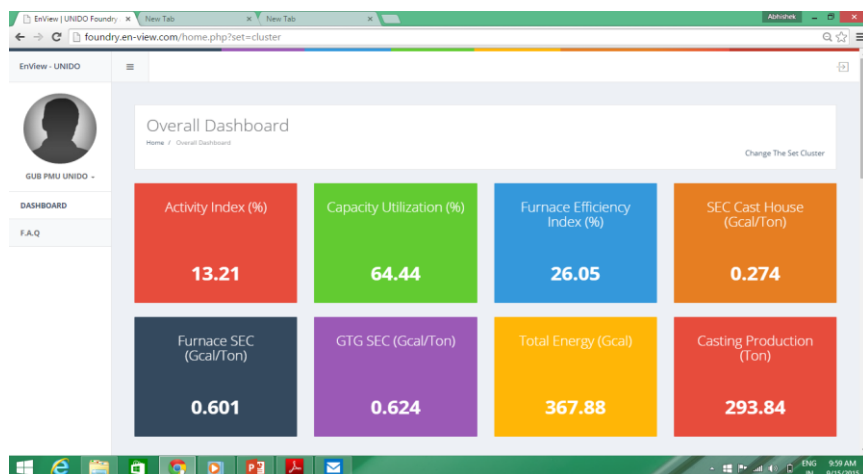 EnView | UNIDO Foundry
New Tab
New Tab
Abhishek
foundry.en-view.com/home.php?set=cluster
EnView - UNIDO
Overall Dashboard
Home / Overall Dashboard
Change The Set Cluster
GUB PMU UNIDO
DASHBOARD
F.A.Q
Activity Index (%)
13.21
Capacity Utilization (%)
64.44
Furnace Efficiency
Index (%)
26.05
SEC Cast House
(Gcal/Ton)
0.274
Furnace SEC
(Gcal/Ton)
0.601
GTG SEC (Gcal/Ton)
0.624
Total Energy (Gcal)
367.88
Casting Production
(Ton)
293.84
ENG
9:59 AM
IN
9/15/2015